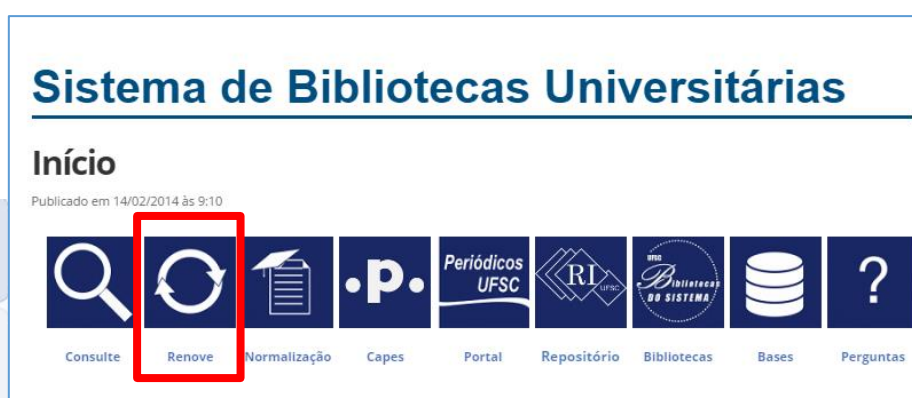 Sistema de Bibliotecas Universitárias
Início
Publicado em 14/02/2014 às 9:10
.p.
Periódicos
UFSC
RI
UFSC
UFSC
Bibliotecas
DO SISTEMA
?
Consulte Renove Normalização Capes Portal Repositório Bibliotecas Bases Perguntas